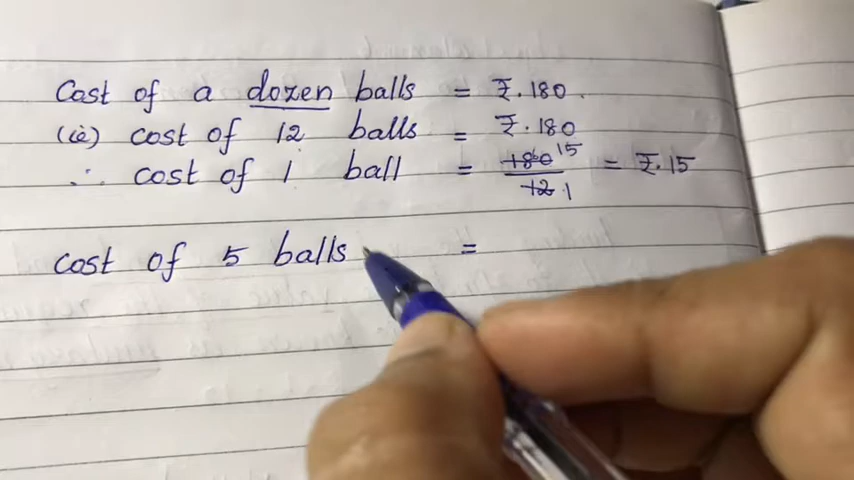 Cost of a dozen balls = ₹.180.
(ie) cost of 12 balls = ₹.180
∴ cost of 1 ball = 180 15 / 12 1 = ₹.15
cost of 5 balls =